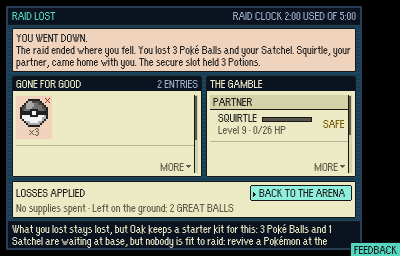 RAID LOST
RAID CLOCK 2:00 USED OF 5:00
YOU WENT DOWN.
The raid ended where you fell. You lost 3 Poké Balls and your Satchel. Squirtle, your
partner, came home with you. The secure slot held 3 Potions.
GONE FOR GOOD
2 ENTRIES
×
×3
MORE
THE GAMBLE
PARTNER
SQUIRTLE
Level 9 · 0/26 HP
SAFE
MORE
LOSSES APPLIED
No supplies spent · Left on the ground: 2 GREAT BALLS
BACK TO THE ARENA
What you lost stays lost, but Oak keeps a starter kit for this: 3 Poké Balls and 1
Satchel are waiting at base, but nobody is fit to raid: revive a Pokémon at the
FEEDBACK